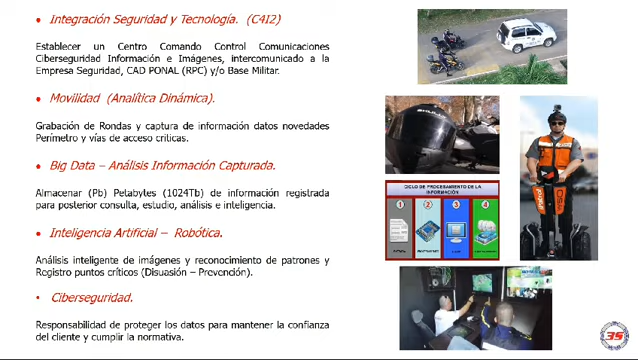 • Integración Seguridad y Tecnología. (C4I2)
Establecer un Centro Comando Control Comunicaciones
Ciberseguridad Información e Imágenes, intercomunicado a la
Empresa Seguridad, CAD PONAL (RPC) y/o Base Militar.
• Movilidad (Analítica Dinámica).
Grabación de Rondas y captura de información datos novedades
Perímetro y vías de acceso críticas.
• Big Data – Análisis Información Capturada.
Almacenar (Pb) Petabytes (1024Tb) de información registrada
para posterior consulta, estudio, análisis e inteligencia.
• Inteligencia Artificial – Robótica.
Análisis inteligente de imágenes y reconocimiento de patrones y
Registro puntos críticos (Disuasión – Prevención).
• Ciberseguridad.
Responsabilidad de proteger los datos para mantener la confianza
del cliente y cumplir la normativa.
CICLO DE PROCESAMIENTO DE LA
INFORMACIÓN
1 2 3 4
35